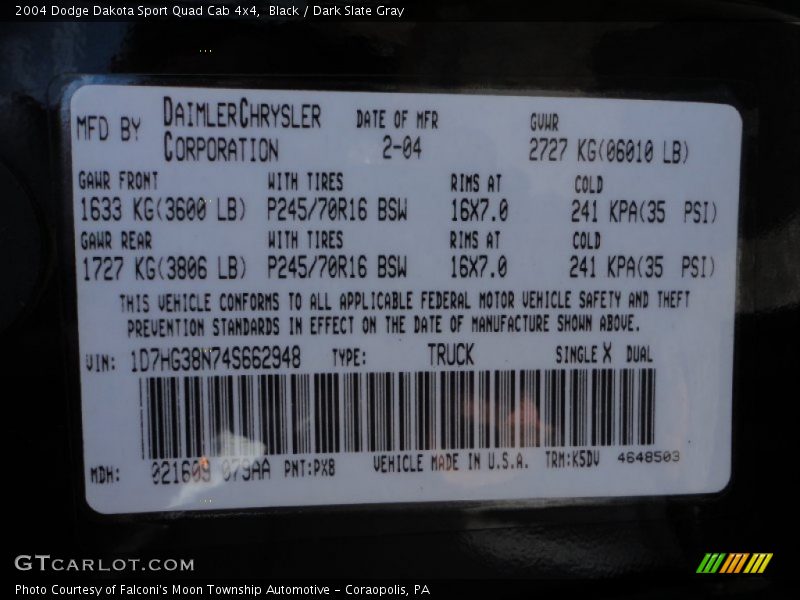 2004 Dodge Dakota Sport Quad Cab 4x4,  Black / Dark Slate Gray
MFD BY DAIMLERCHRYSLER CORPORATION DATE OF MFR 2-04 GVWR 2727 KG(06010 LB)
GAWR FRONT WITH TIRES RIMS AT COLD
1633 KG(3600 LB) P245/70R16 BSW 16X7.0 241 KPA(35 PSI)
GAWR REAR WITH TIRES RIMS AT COLD
1727 KG(3806 LB) P245/70R16 BSW 16X7.0 241 KPA(35 PSI)
THIS VEHICLE CONFORMS TO ALL APPLICABLE FEDERAL MOTOR VEHICLE SAFETY AND THEFT
PREVENTION STANDARDS IN EFFECT ON THE DATE OF MANUFACTURE SHOWN ABOVE.
VIN: 1D7HG38N74S662948 TYPE: TRUCK SINGLE X DUAL
MDH: 021609 079AA PNT:PX8 VEHICLE MADE IN U.S.A. TRM:K5DV 4648503
GTCARLOT.COM
Photo Courtesy of Falconi's Moon Township Automotive – Coraopolis, PA